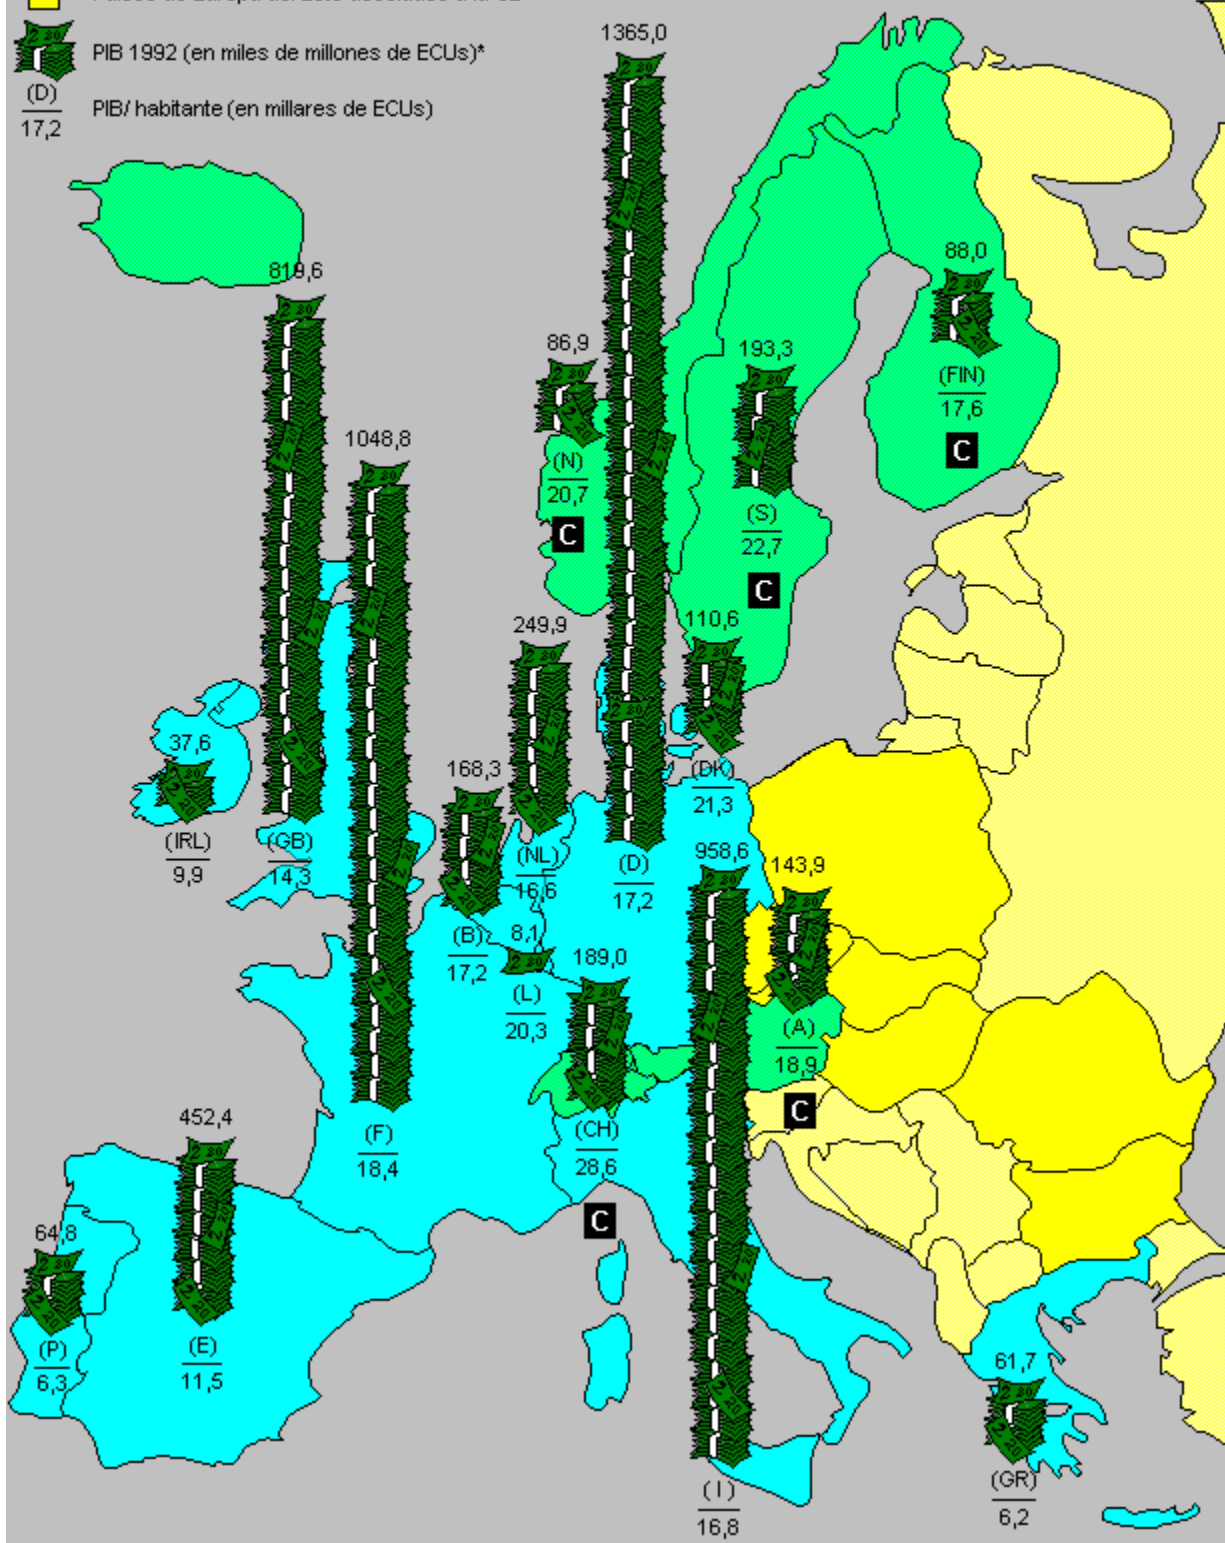 PIB 1992 (en miles de millones de ECUs)*
(D)
17,2
PIB/ habitante (en millares de ECUs)
1365,0
819,6
88,0
86,9
193,3
(FIN)
17,6
C
1048,8
(N)
20,7
C
(S)
22,7
C
249,9
110,6
37,6
168,3
(DK)
21,3
(IRL)
9,9
(GB)
14,3
(NL)
16,6
(D)
17,2
958,6
143,9
(B)
17,2
8,1
(L)
20,3
189,0
(A)
18,9
C
452,4
(F)
18,4
(CH)
28,6
C
64,8
(P)
6,3
(E)
11,5
61,7
(GR)
6,2
(I)
16,8